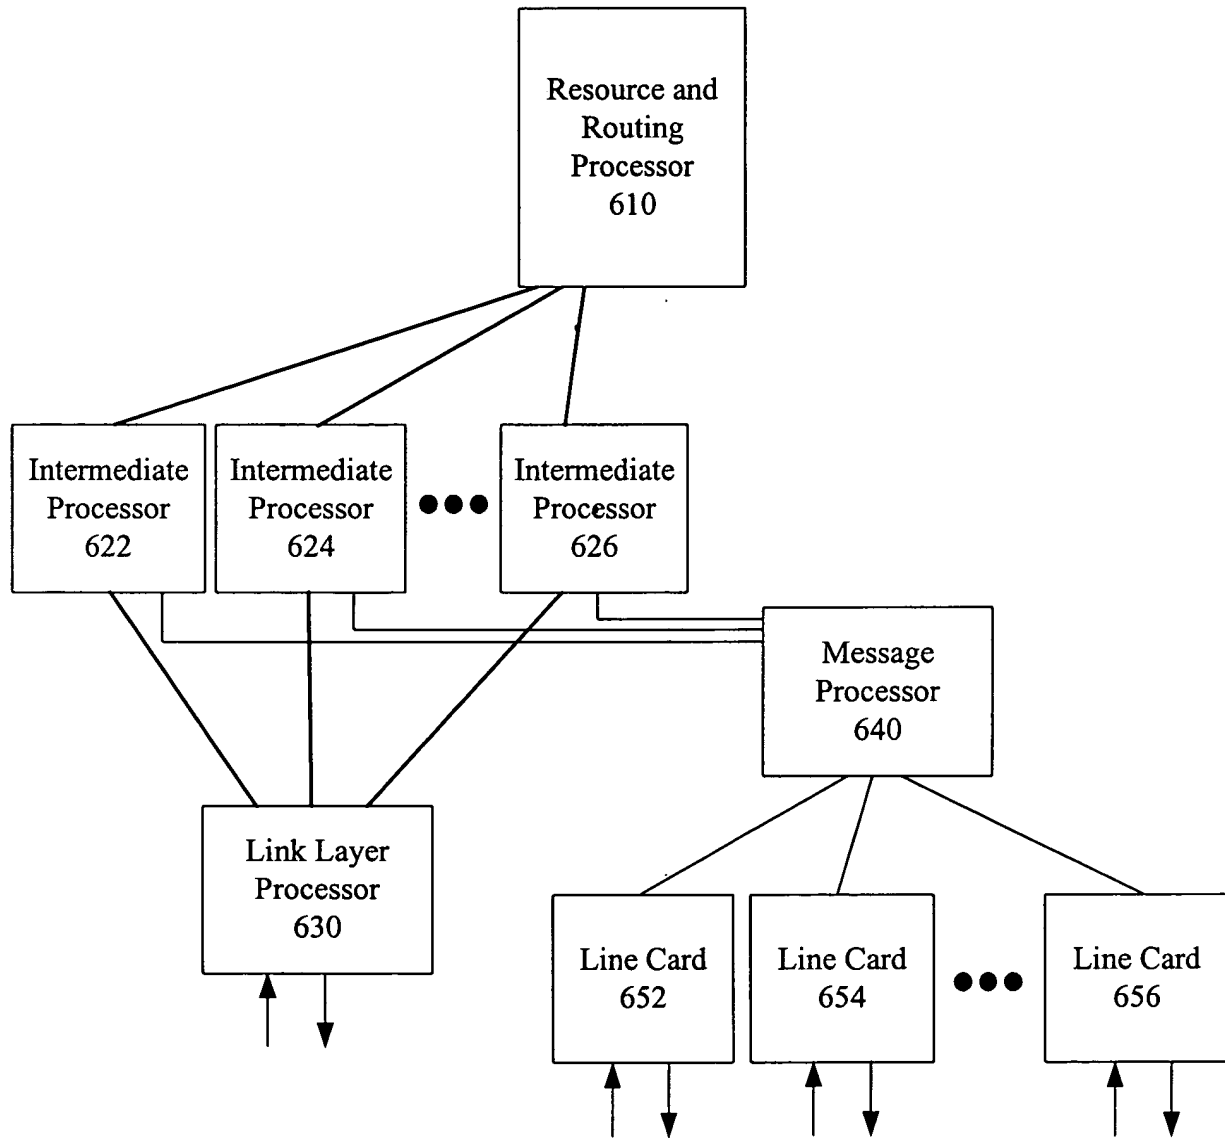 Resource and
Routing
Processor
610
Intermediate
Processor
622
Intermediate
Processor
624
Intermediate
Processor
626
Message
Processor
640
Link Layer
Processor
630
Line Card
652
Line Card
654
Line Card
656